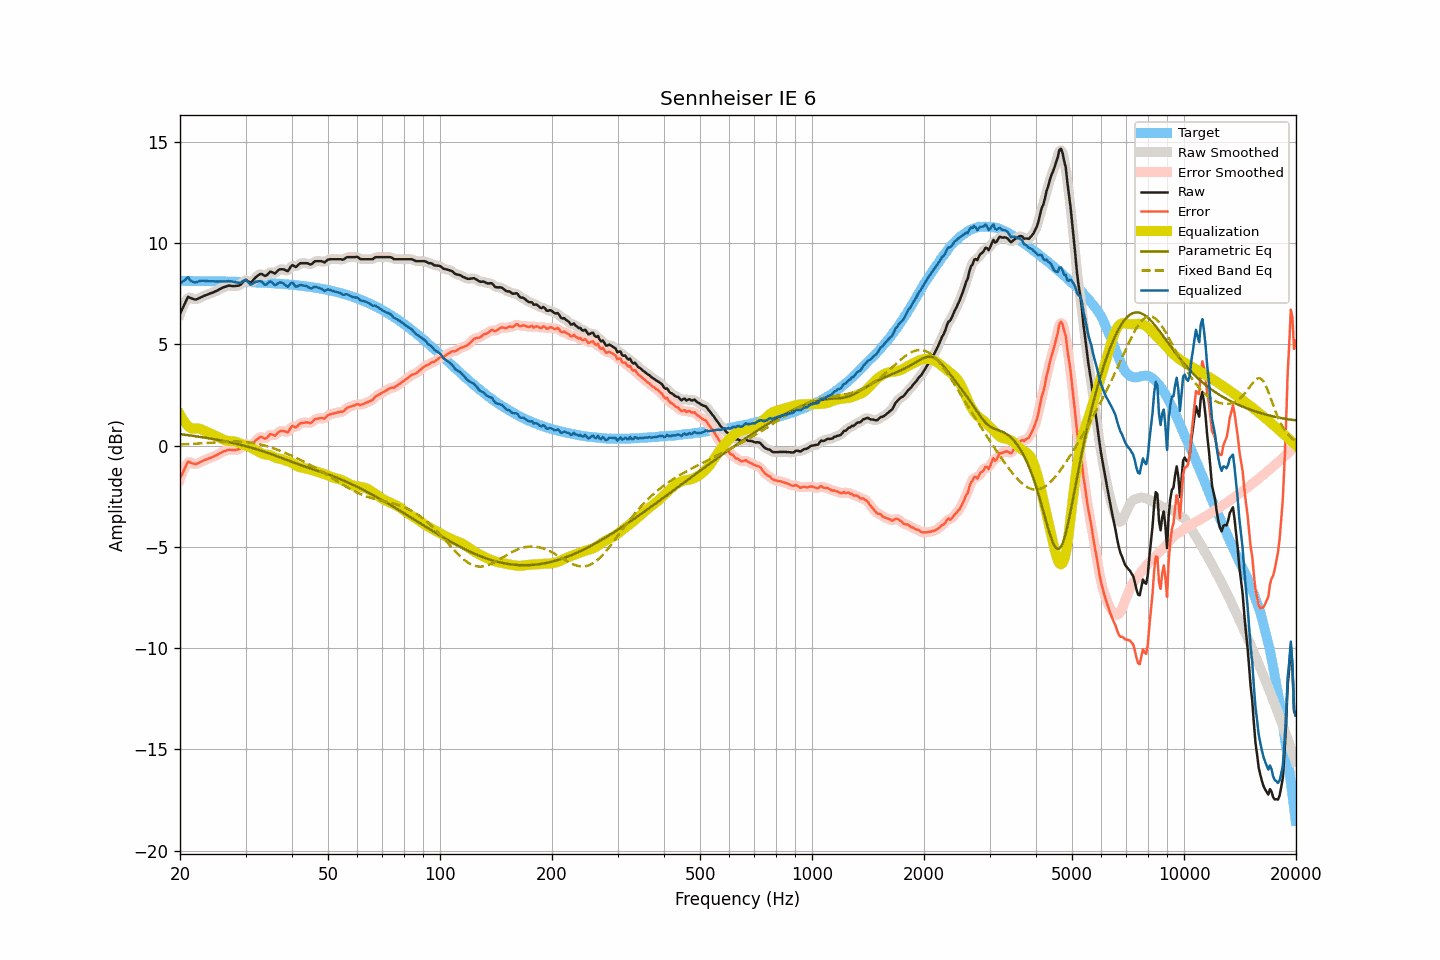 Sennheiser IE 6
Target
Raw Smoothed
Error Smoothed
Raw
Error
Equalization
Parametric Eq
Fixed Band Eq
Equalized
15
10
5
0
−5
−10
−15
−20
Amplitude (dBr)
20 50 100 200 500 1000 2000 5000 10000 20000
Frequency (Hz)